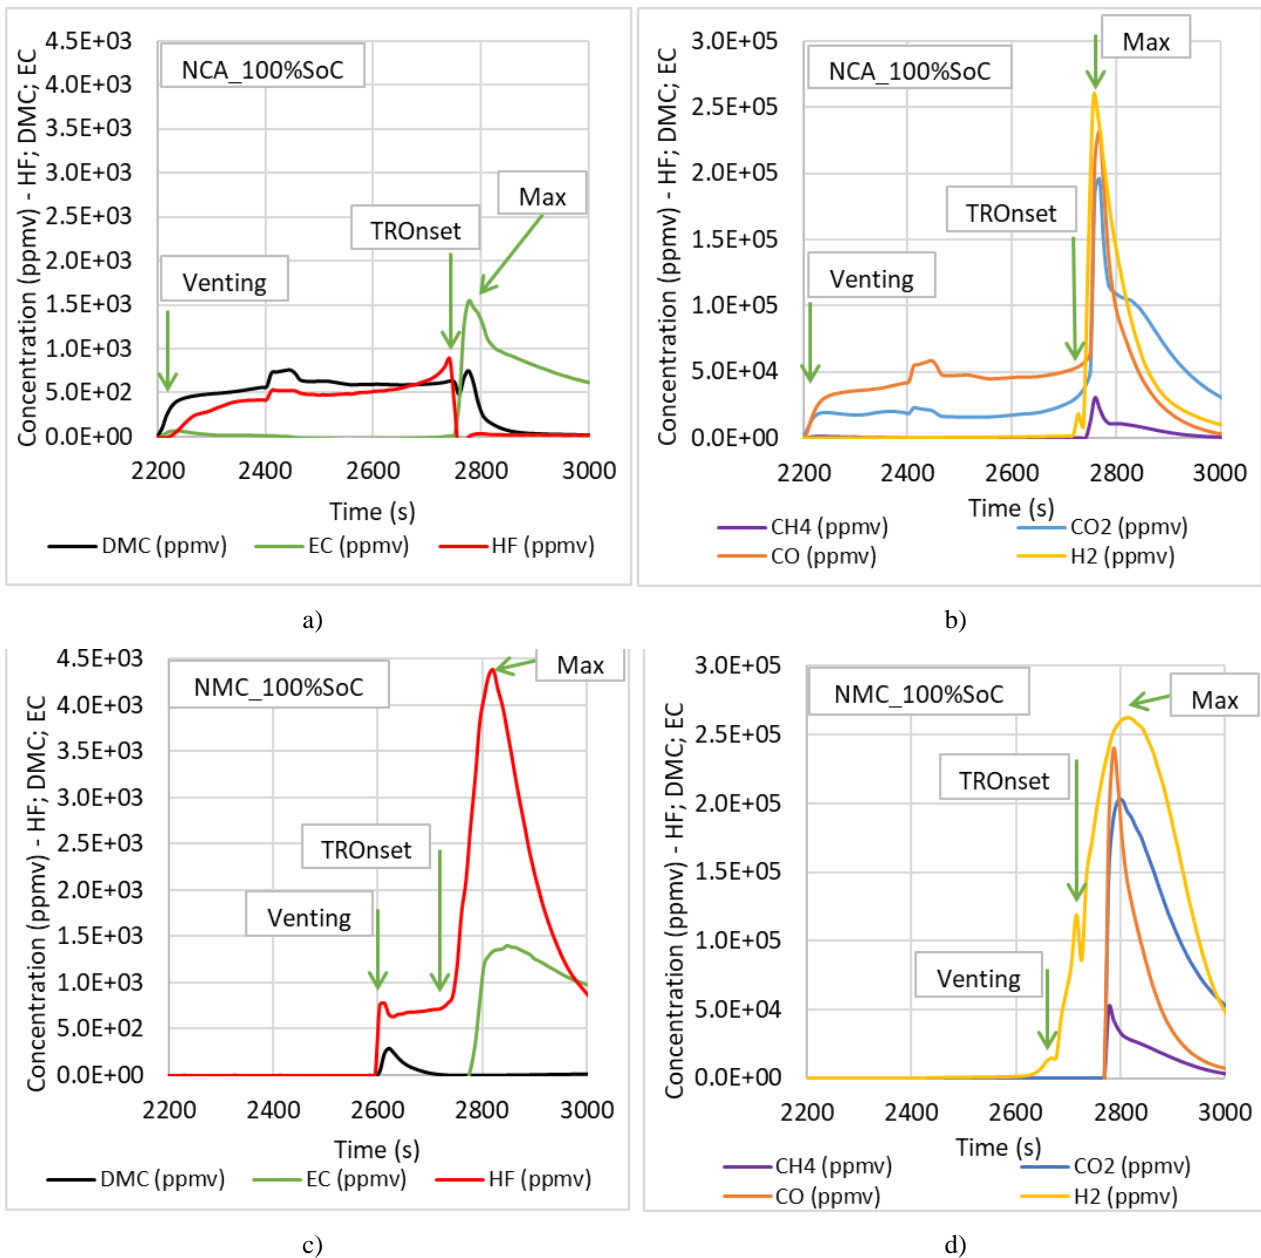 Concentration (ppmv) - HF; DMC; EC
4.5E+03
4.0E+03
3.5E+03
3.0E+03
2.5E+03
2.0E+03
1.5E+03
1.0E+03
5.0E+02
0.0E+00
NCA_100%SoC
Venting
TROnset
Max
2200
2400
2600
2800
3000
Time (s)
DMC (ppmv)
EC (ppmv)
HF (ppmv)
a)
Concentration (ppmv) - HF; DMC; EC
3.0E+05
2.5E+05
2.0E+05
1.5E+05
1.0E+05
5.0E+04
0.0E+00
NCA_100%SoC
Venting
TROnset
Max
2200
2400
2600
2800
3000
Time (s)
CH4 (ppmv)
CO2 (ppmv)
CO (ppmv)
H2 (ppmv)
b)
Concentration (ppmv) - HF; DMC; EC
4.5E+03
4.0E+03
3.5E+03
3.0E+03
2.5E+03
2.0E+03
1.5E+03
1.0E+03
5.0E+02
0.0E+00
NMC_100%SoC
Venting
TROnset
Max
2200
2400
2600
2800
3000
Time (s)
DMC (ppmv)
EC (ppmv)
HF (ppmv)
c)
Concentration (ppmv) - HF; DMC; EC
3.0E+05
2.5E+05
2.0E+05
1.5E+05
1.0E+05
5.0E+04
0.0E+00
NMC_100%SoC
Venting
TROnset
Max
2200
2400
2600
2800
3000
Time (s)
CH4 (ppmv)
CO2 (ppmv)
CO (ppmv)
H2 (ppmv)
d)